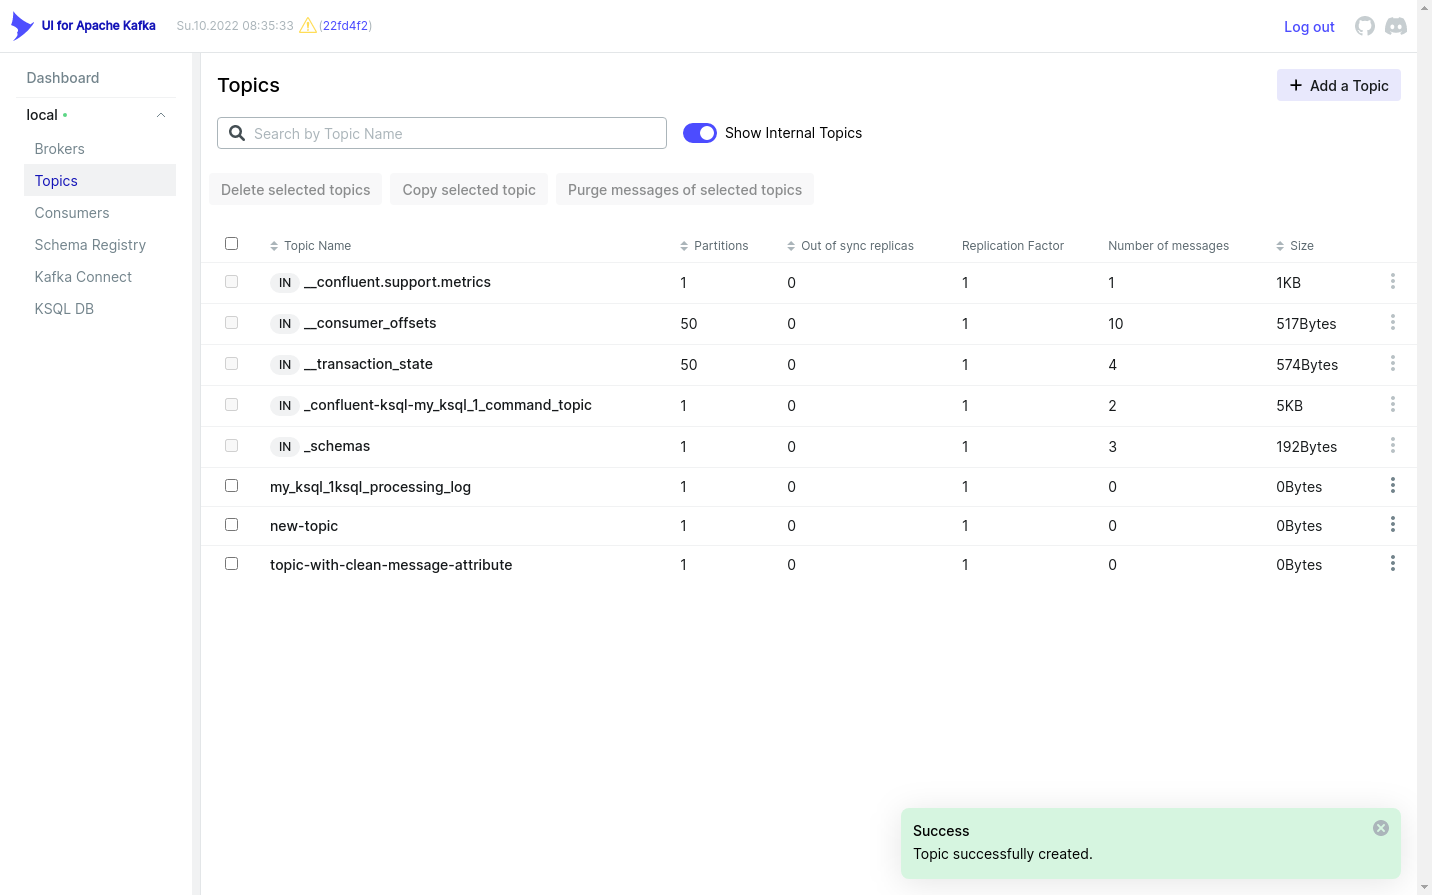 UI for Apache Kafka Su.10.2022 08:35:33 (22fd4f2) Log out
Dashboard
local
Brokers
Topics
Consumers
Schema Registry
Kafka Connect
KSQL DB
Topics
Add a Topic
Search by Topic Name Show Internal Topics
Delete selected topics Copy selected topic Purge messages of selected topics
Topic Name Partitions Out of sync replicas Replication Factor Number of messages Size
IN __confluent.support.metrics 1 0 1 1 1KB
IN __consumer_offsets 50 0 1 10 517Bytes
IN __transaction_state 50 0 1 4 574Bytes
IN _confluent-ksql-my_ksql_1_command_topic 1 0 1 2 5KB
IN _schemas 1 0 1 3 192Bytes
my_ksql_1ksql_processing_log 1 0 1 0 0Bytes
new-topic 1 0 1 0 0Bytes
topic-with-clean-message-attribute 1 0 1 0 0Bytes
Success
Topic successfully created.